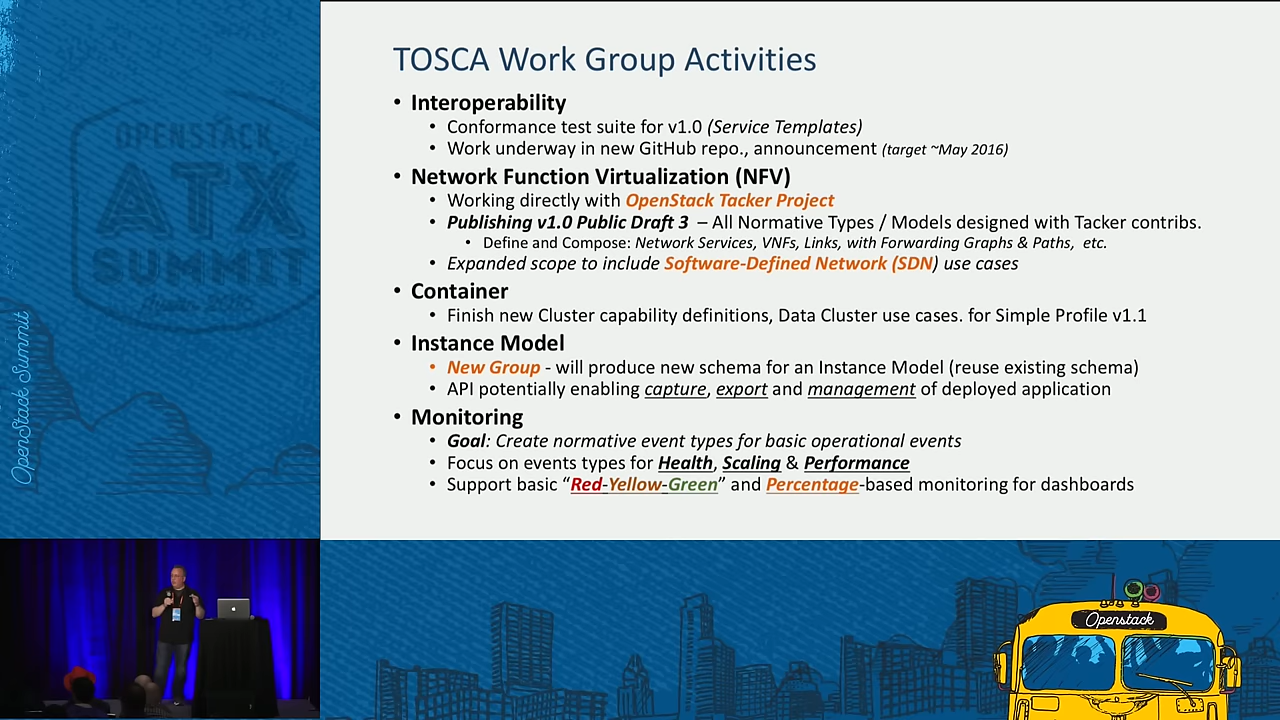 TOSCA Work Group Activities
• Interoperability
• Conformance test suite for v1.0 (Service Templates)
• Work underway in new GitHub repo., announcement (target ~May 2016)
• Network Function Virtualization (NFV)
• Working directly with OpenStack Tacker Project
• Publishing v1.0 Public Draft 3 – All Normative Types / Models designed with Tacker contribs.
• Define and Compose: Network Services, VNFs, Links, with Forwarding Graphs & Paths, etc.
• Expanded scope to include Software-Defined Network (SDN) use cases
• Container
• Finish new Cluster capability definitions, Data Cluster use cases. for Simple Profile v1.1
• Instance Model
• New Group - will produce new schema for an Instance Model (reuse existing schema)
• API potentially enabling capture, export and management of deployed application
• Monitoring
• Goal: Create normative event types for basic operational events
• Focus on events types for Health, Scaling & Performance
• Support basic “Red-Yellow-Green” and Percentage-based monitoring for dashboards
OPENSTACK
ATX
SUMMIT
OpenStack Summit
Openstack